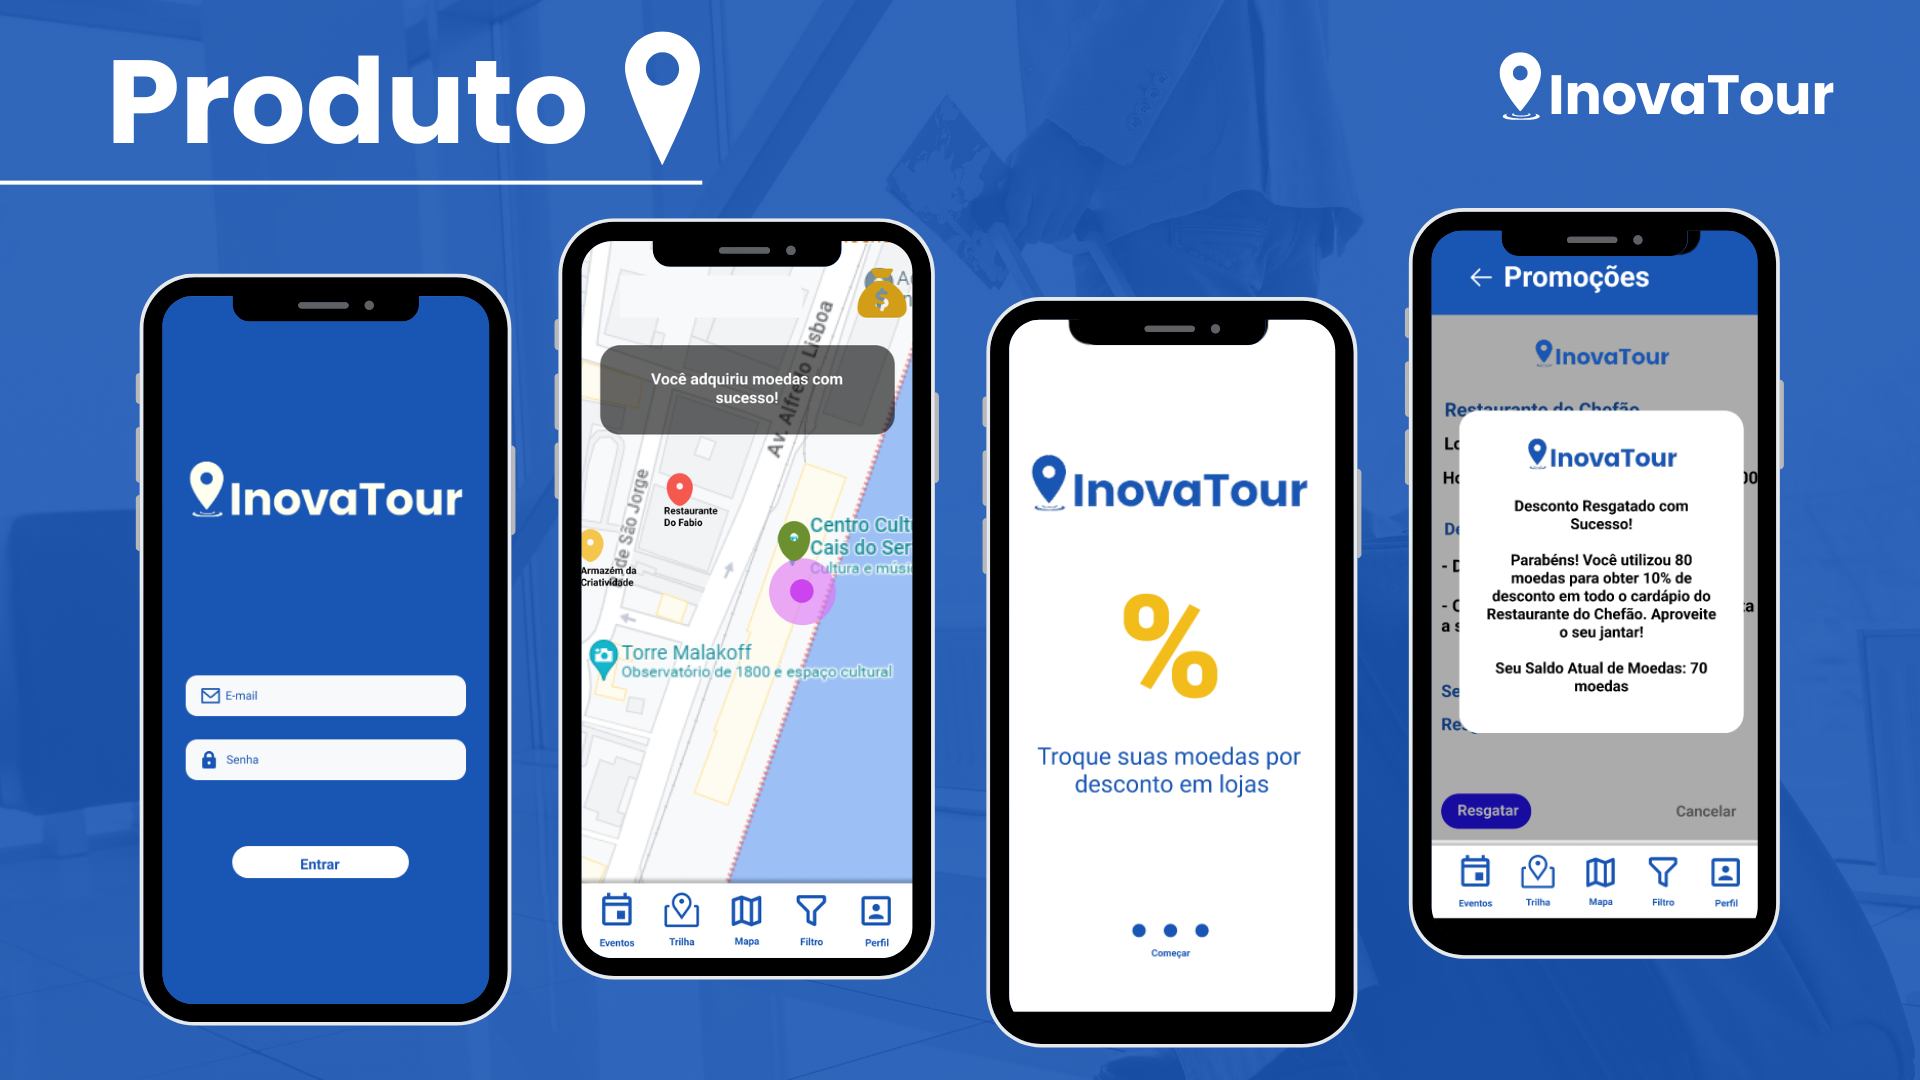 Produto
InovaTour
InovaTour
E-mail
Senha
Entrar
Av. Alfredo Lisboa
Você adquiriu moedas com
sucesso!
de São Jorge
Restaurante
Do Fabio
Armazém da
Criatividade
Centro Cult
Cais do Ser
Cultura e músi
Torre Malakoff
Observatório de 1800 e espaço cultural
Eventos
Trilha
Mapa
Filtro
Perfil
InovaTour
%
Troque suas moedas por
desconto em lojas
Começar
Promoções
InovaTour
Restaurante do Chefão
InovaTour
Desconto Resgatado com
Sucesso!
Parabéns! Você utilizou 80
moedas para obter 10% de
desconto em todo o cardápio do
Restaurante do Chefão. Aproveite
o seu jantar!
Seu Saldo Atual de Moedas: 70
moedas
Resgatar
Cancelar
Eventos
Trilha
Mapa
Filtro
Perfil